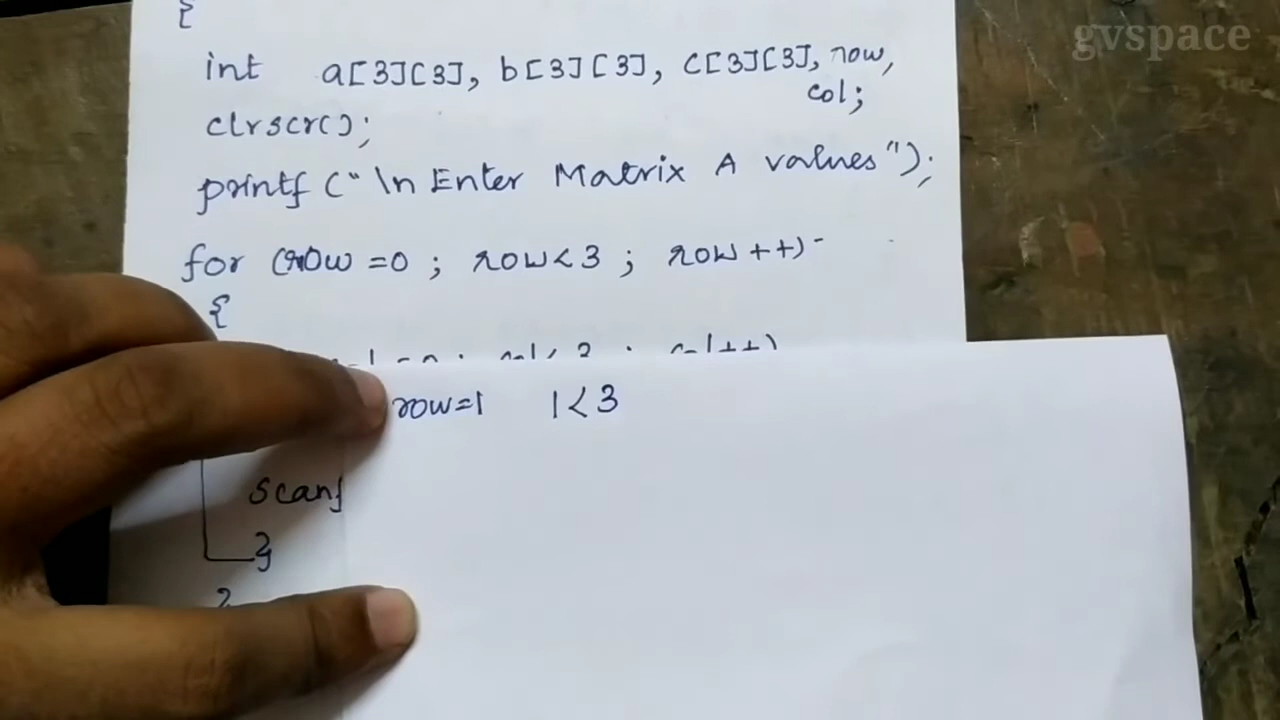 gvspace
{
int a[3][3], b[3][3], c[3][3], row,
col;
clrscr();
printf ("\n Enter Matrix A values");
for (row=0 ; row<3 ; row++)
{
row=1 1<3
scanf
}